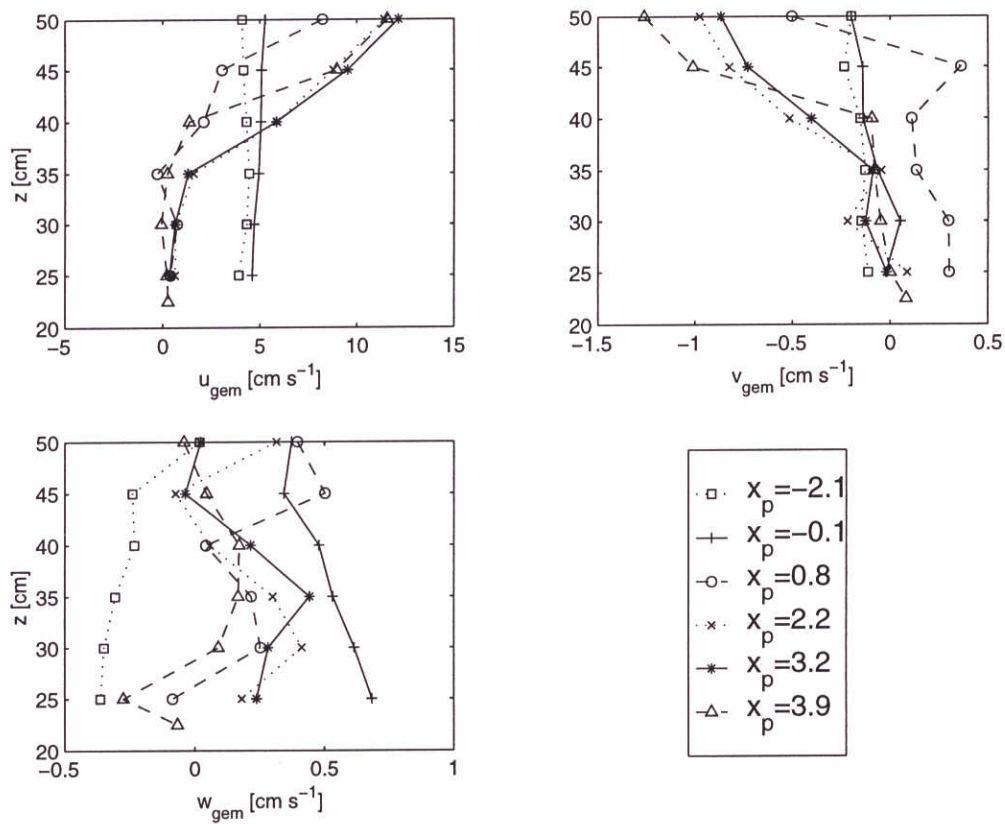 50
45
40
35
30
25
20
z [cm]
−5
0
5
10
15
u_gem [cm s⁻¹]
50
45
40
35
30
25
20
z [cm]
−1.5
−1
−0.5
0
0.5
v_gem [cm s⁻¹]
50
45
40
35
30
25
20
z [cm]
−0.5
0
0.5
1
w_gem [cm s⁻¹]
x_p=−2.1
x_p=−0.1
x_p=0.8
x_p=2.2
x_p=3.2
x_p=3.9